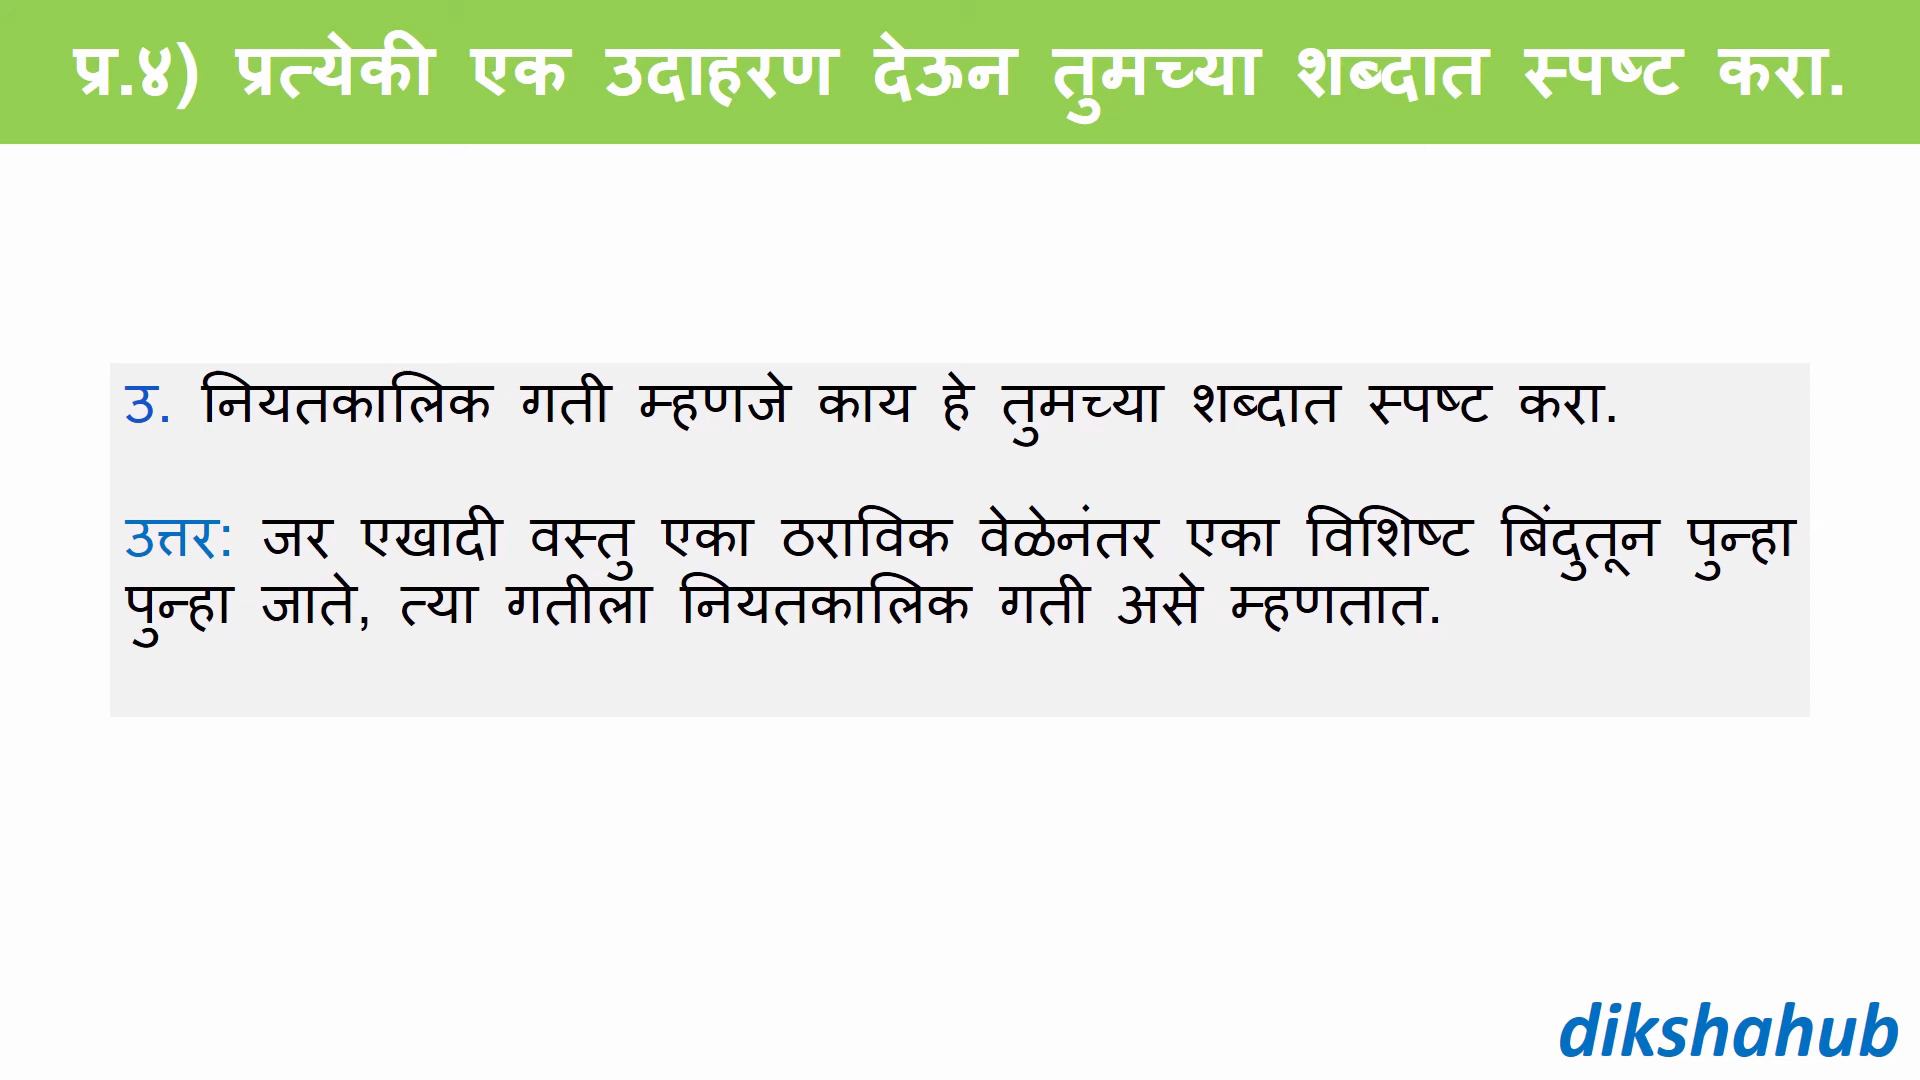 प्र.४) प्रत्येकी एक उदाहरण देऊन तुमच्या शब्दात स्पष्ट करा.
उ. नियतकालिक गती म्हणजे काय हे तुमच्या शब्दात स्पष्ट करा.
उत्तर: जर एखादी वस्तु एका ठराविक वेळेनंतर एका विशिष्ट बिंदुतून पुन्हा
पुन्हा जाते, त्या गतीला नियतकालिक गती असे म्हणतात.
dikshahub